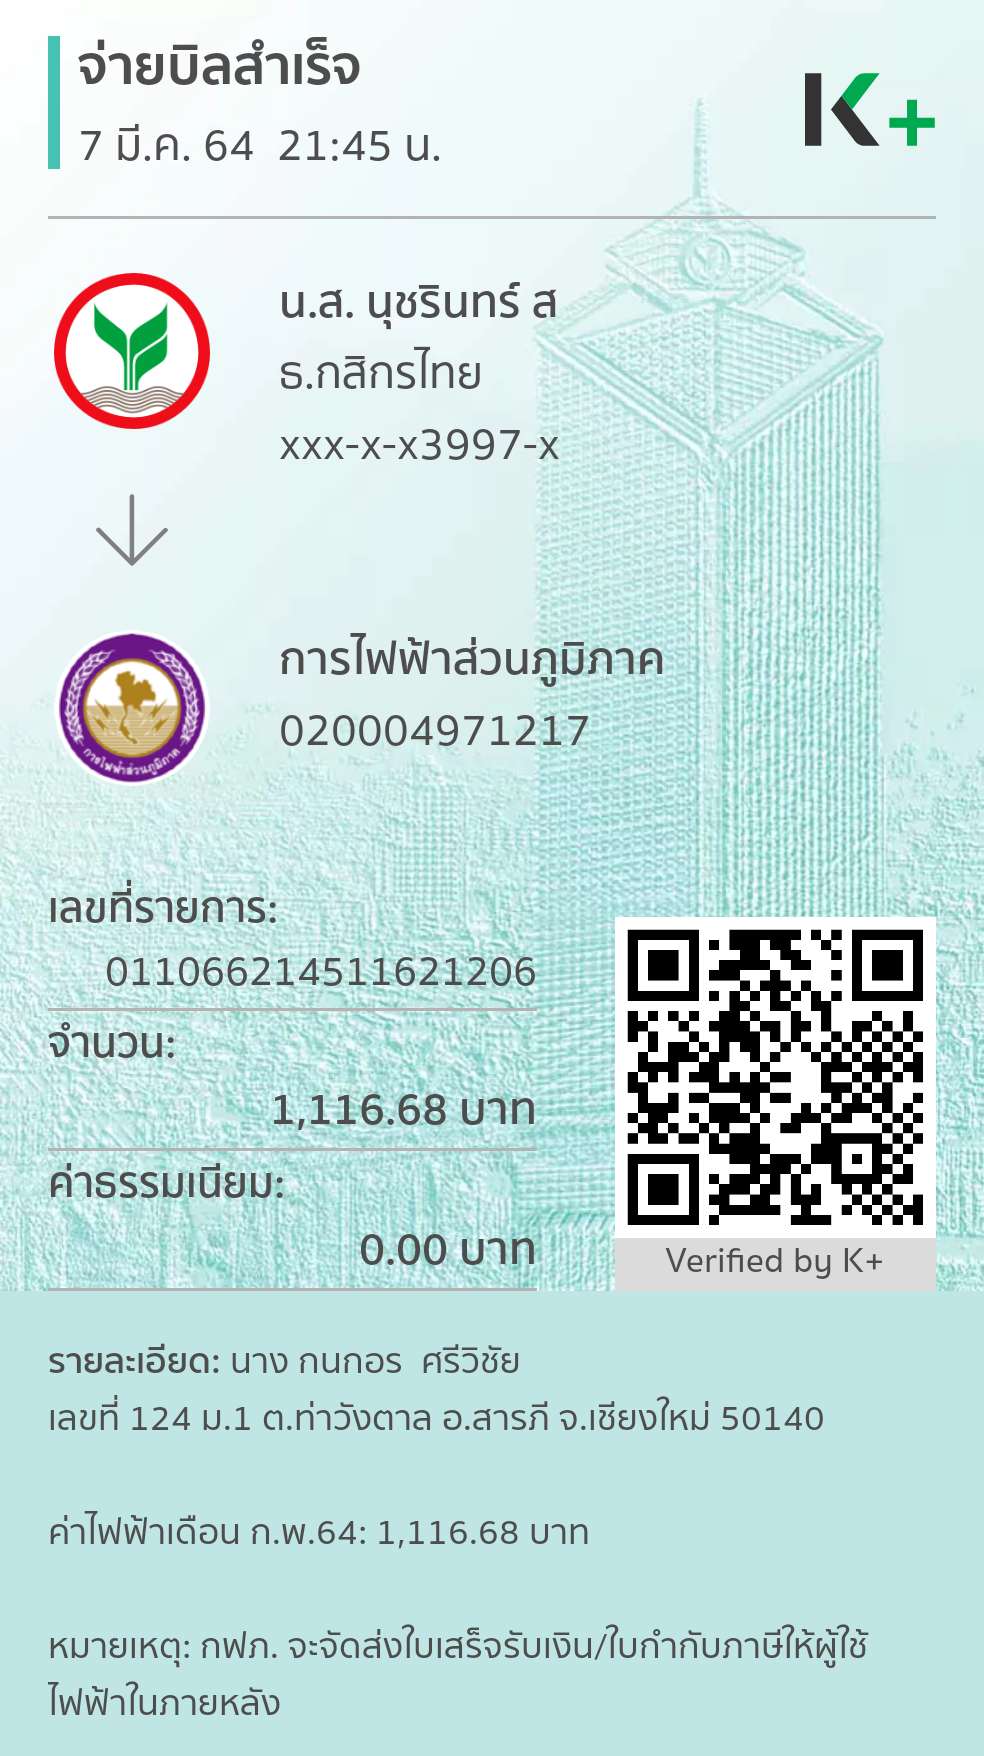 จ่ายบิลสำเร็จ
7 มี.ค. 64  21:45 น.
K+
น.ส. นุชรินทร์ ส
ธ.กสิกรไทย
xxx-x-x3997-x
การไฟฟ้าส่วนภูมิภาค
การไฟฟ้าส่วนภูมิภาค
020004971217
เลขที่รายการ:
011066214511621206
จำนวน:
1,116.68 บาท
ค่าธรรมเนียม:
0.00 บาท
Verified by K+
รายละเอียด: นาง กนกอร  ศรีวิชัย
เลขที่ 124 ม.1 ต.ท่าวังตาล อ.สารภี จ.เชียงใหม่ 50140
ค่าไฟฟ้าเดือน ก.พ.64: 1,116.68 บาท
หมายเหตุ: กฟภ. จะจัดส่งใบเสร็จรับเงิน/ใบกำกับภาษีให้ผู้ใช้
ไฟฟ้าในภายหลัง